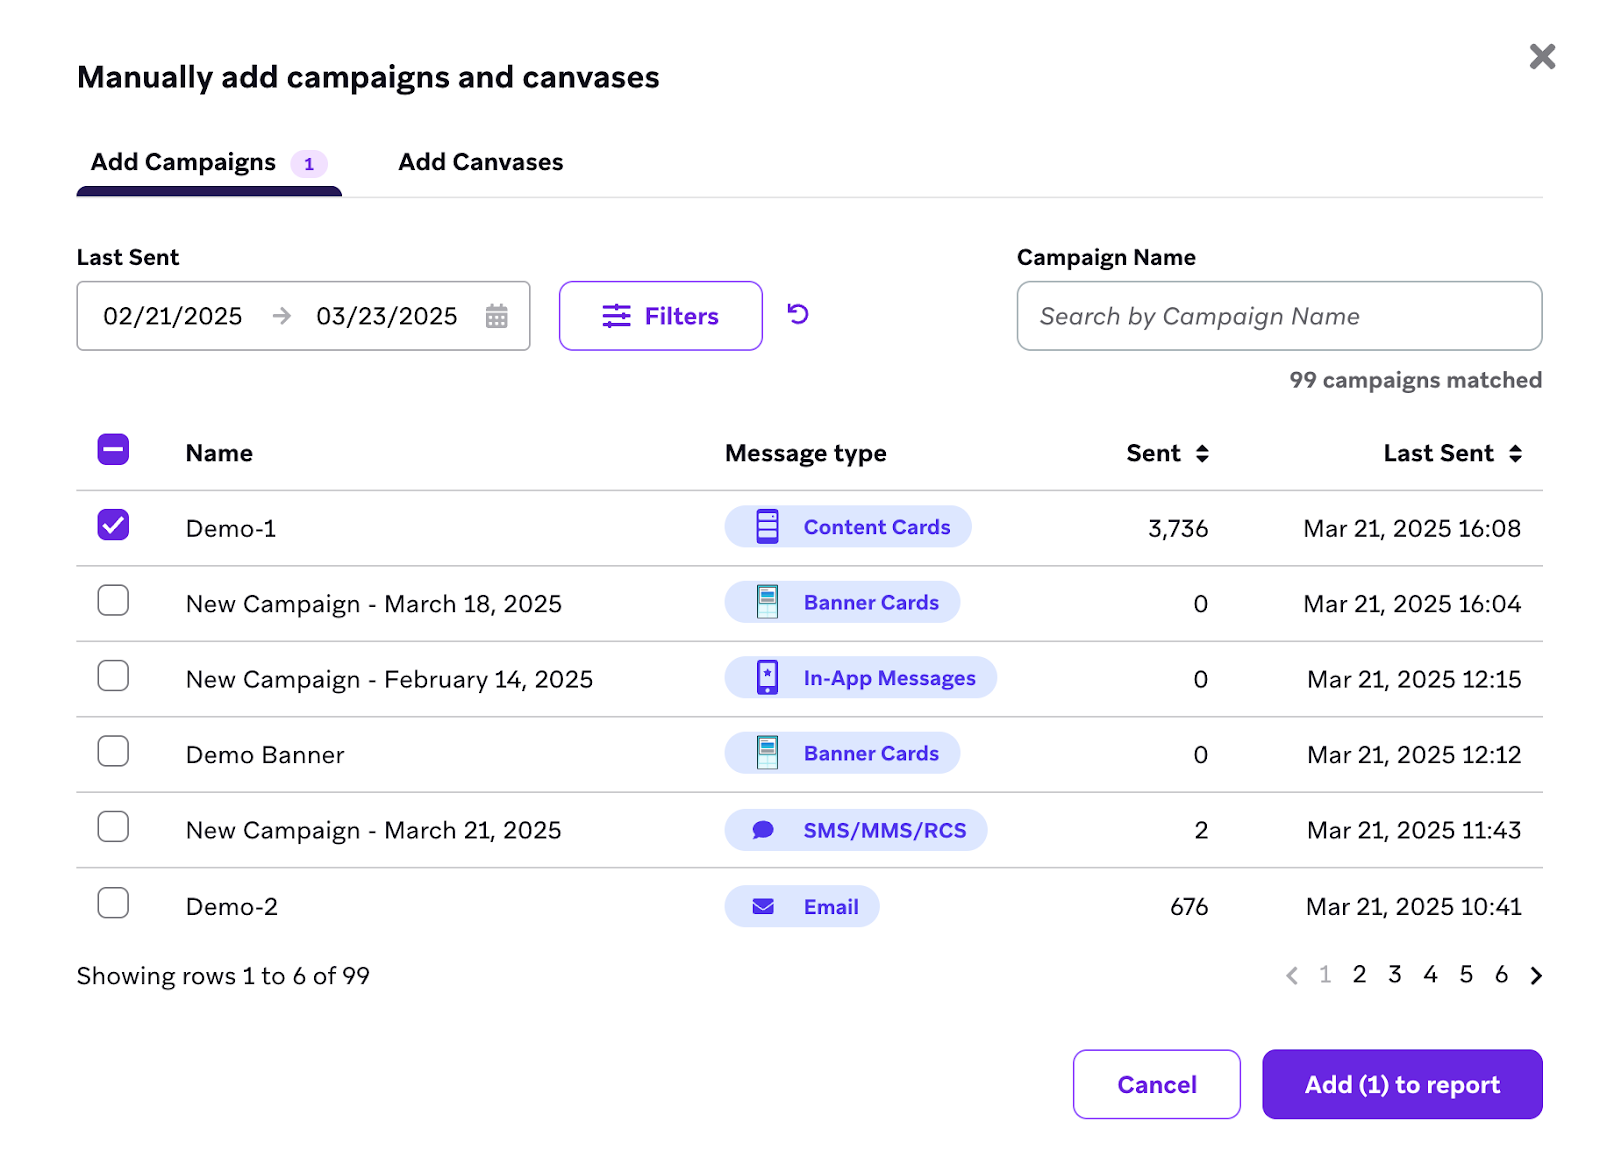 Manually add campaigns and canvases
Add Campaigns 1 Add Canvases
Last Sent Campaign Name
02/21/2025 03/23/2025 Filters Search by Campaign Name
99 campaigns matched
Name Message type Sent Last Sent
Demo-1 Content Cards 3,736 Mar 21, 2025 16:08
New Campaign - March 18, 2025 Banner Cards 0 Mar 21, 2025 16:04
New Campaign - February 14, 2025 In-App Messages 0 Mar 21, 2025 12:15
Demo Banner Banner Cards 0 Mar 21, 2025 12:12
New Campaign - March 21, 2025 SMS/MMS/RCS 2 Mar 21, 2025 11:43
Demo-2 Email 676 Mar 21, 2025 10:41
Showing rows 1 to 6 of 99 1 2 3 4 5 6
Cancel Add (1) to report